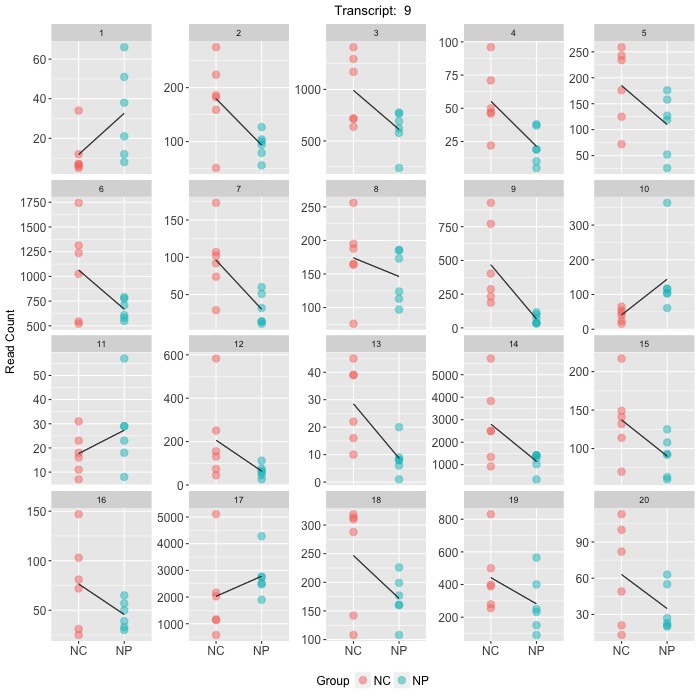 Transcript: 9
1 2 3 4 5
60 40 20
200 100
1000 500
100 75 50 25
250 200 150 100 50
6 7 8 9 10
1750 1500 1250 1000 750 500
150 100 50
250 200 150 100
750 500 250 0
300 200 100 0
Read Count
11 12 13 14 15
50 40 30 20 10
600 400 200 0
40 30 20 10 0
5000 4000 3000 2000 1000
200 150 100
16 17 18 19 20
150 100 50
5000 4000 3000 2000 1000
300 250 200 150 100
800 600 400 200
90 60 30
NC NP NC NP NC NP NC NP NC NP
Group NC NP